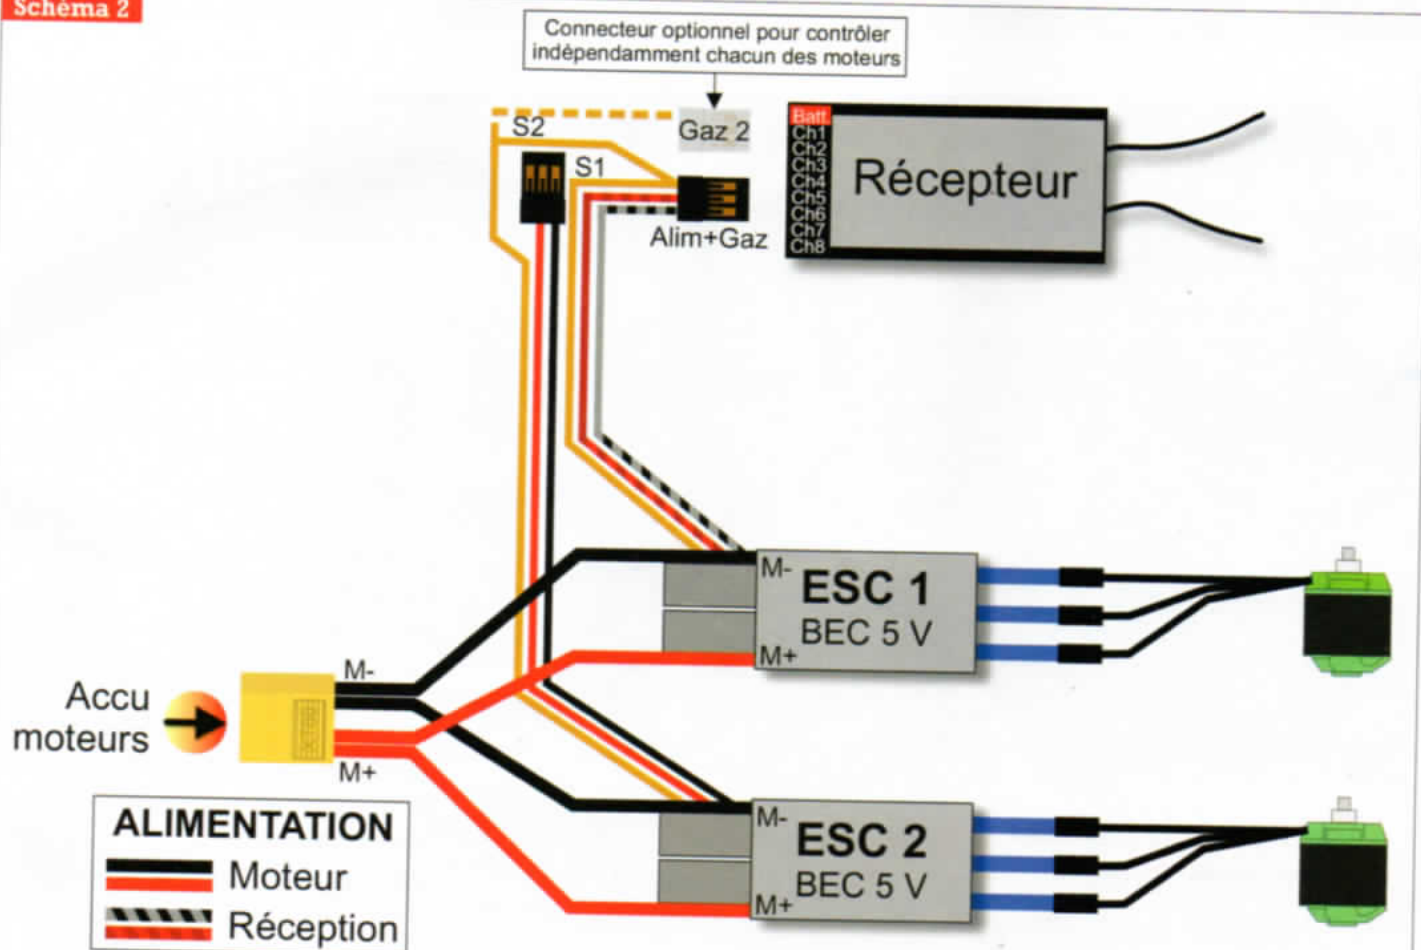 Schéma 2
Connecteur optionnel pour contrôler
indépendamment chacun des moteurs
S2
Gaz 2
S1
Alim+Gaz
Batt
Ch1
Ch2
Ch3
Ch4
Ch5
Ch6
Ch7
Ch8
Récepteur
M-
ESC 1
BEC 5 V
M+
M-
Accu
moteurs
M+
M-
ESC 2
BEC 5 V
M+
ALIMENTATION
Moteur
Réception